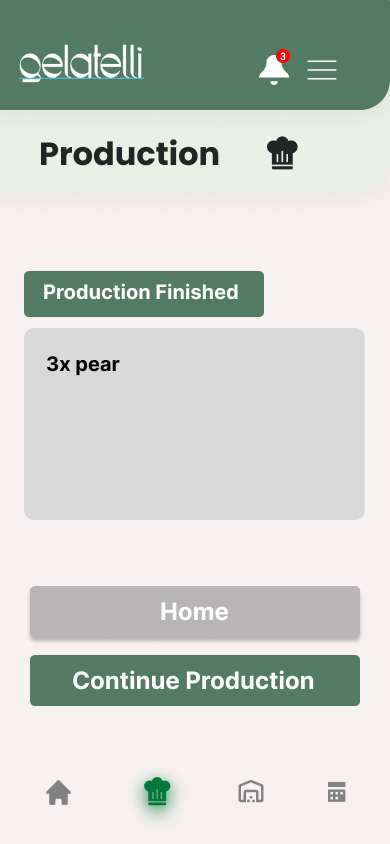 gelatelli
3
Production
Production Finished
3x pear
Home
Continue Production